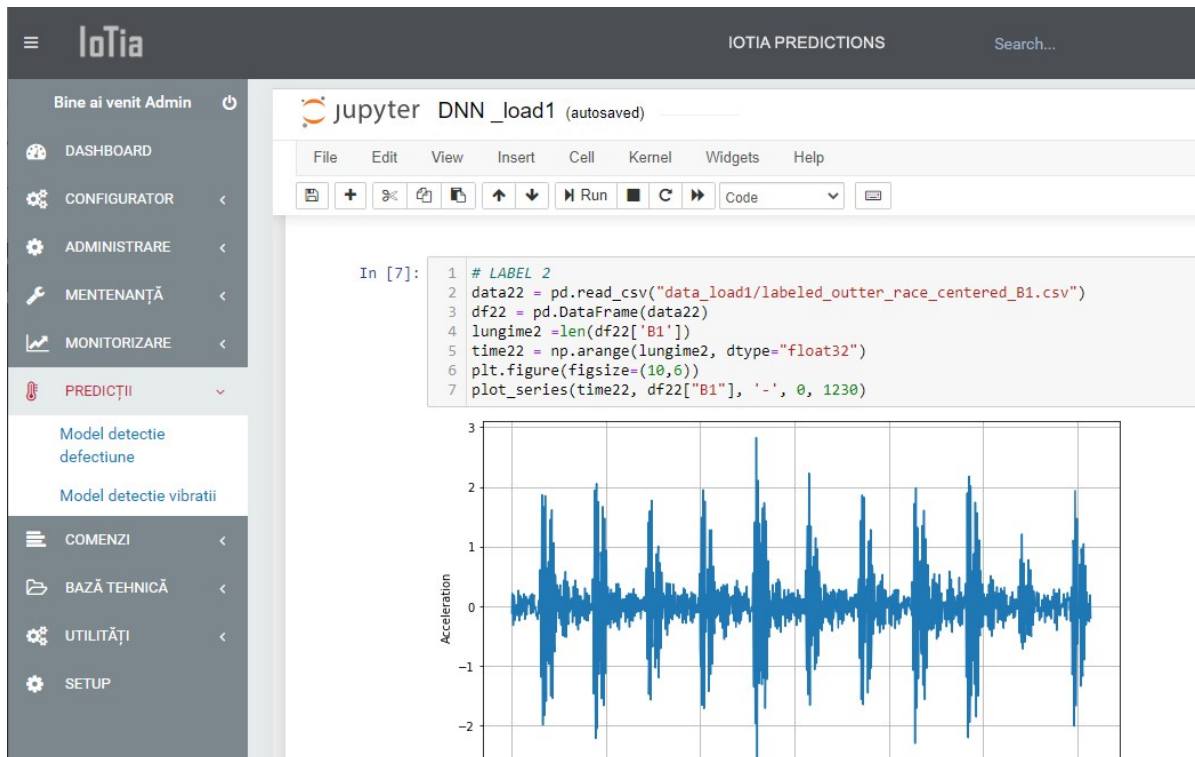 IoTia
IOTIA PREDICTIONS
Search...
Bine ai venit Admin
DASHBOARD
CONFIGURATOR
ADMINISTRARE
MENTENANȚĂ
MONITORIZARE
PREDICȚII
Model detectie
defectiune
Model detectie vibratii
COMENZI
BAZĂ TEHNICĂ
UTILITĂȚI
SETUP
jupyter DNN _load1 (autosaved)
File Edit View Insert Cell Kernel Widgets Help
Run Code
In [7]:
1 # LABEL 2
2 data22 = pd.read_csv("data_load1/labeled_outter_race_centered_B1.csv")
3 df22 = pd.DataFrame(data22)
4 lungime2 =len(df22['B1'])
5 time22 = np.arange(lungime2, dtype="float32")
6 plt.figure(figsize=(10,6))
7 plot_series(time22, df22["B1"], '-', 0, 1230)
3
2
1
0
−1
−2
Acceleration